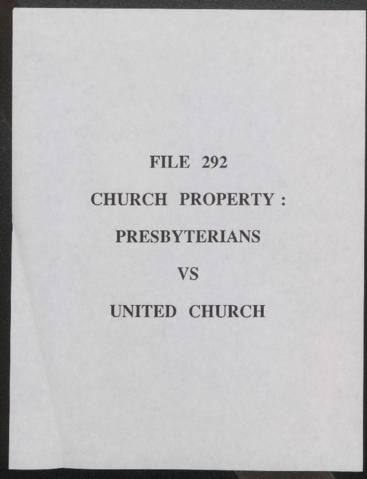 FILE 292
CHURCH PROPERTY :
PRESBYTERIANS
VS
UNITED CHURCH